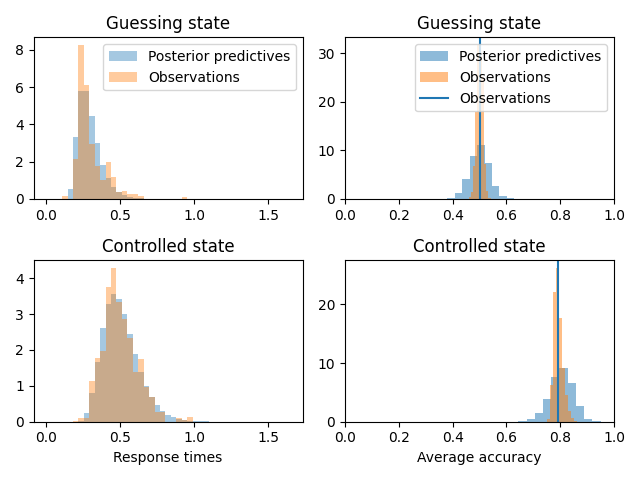 Guessing state
8
6
4
2
0
0.0 0.5 1.0 1.5
Posterior predictives
Observations
Guessing state
30
20
10
0
0.0 0.2 0.4 0.6 0.8 1.0
Posterior predictives
Observations
Observations
Controlled state
4
3
2
1
0
0.0 0.5 1.0 1.5
Response times
Controlled state
20
10
0
0.0 0.2 0.4 0.6 0.8 1.0
Average accuracy